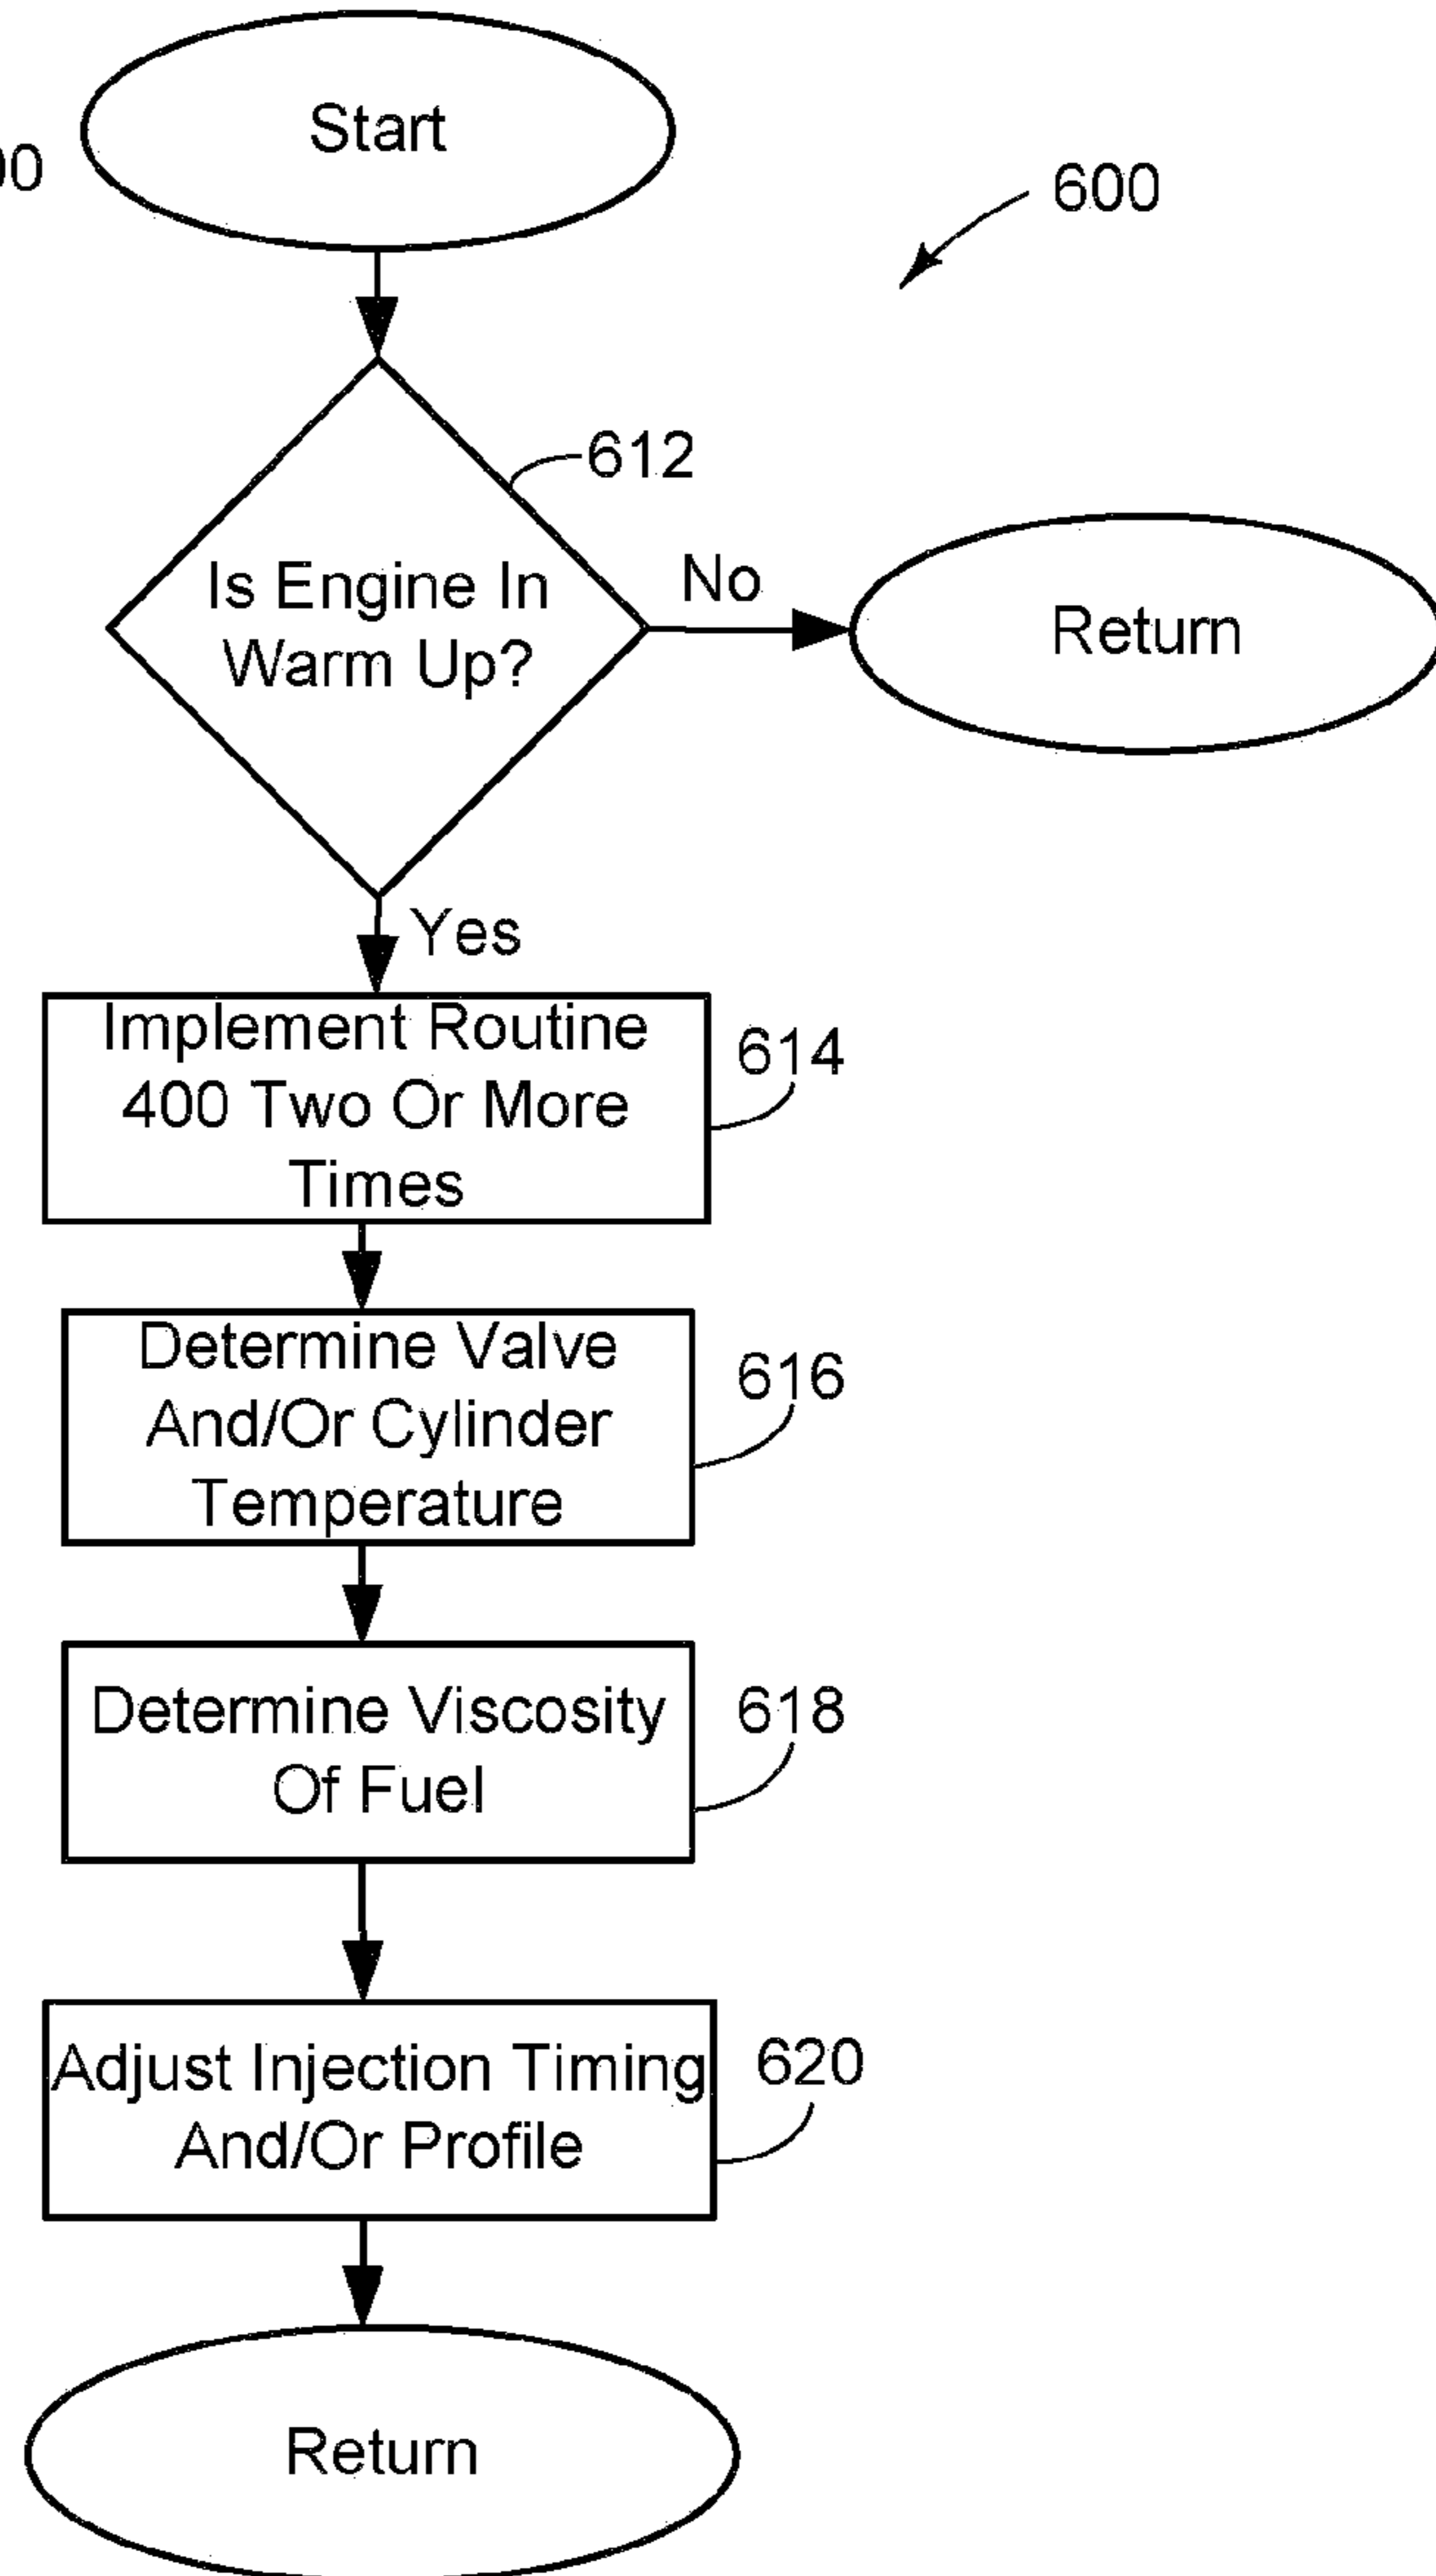 Start
600
612
Is Engine In
Warm Up?
No
Return
Yes
Implement Routine
400 Two Or More
Times
614
Determine Valve
And/Or Cylinder
Temperature
616
Determine Viscosity
Of Fuel
618
Adjust Injection Timing
And/Or Profile
620
Return